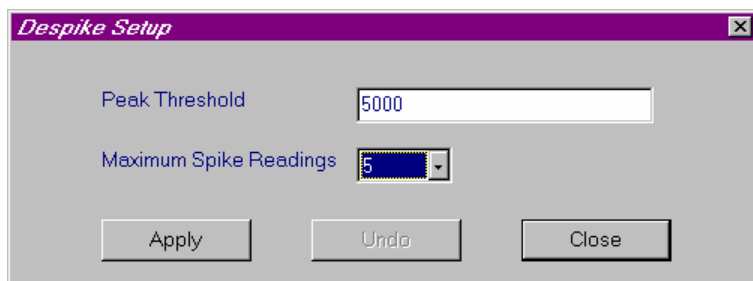 Despike Setup
Peak Threshold 5000
Maximum Spike Readings 5
Apply Undo Close